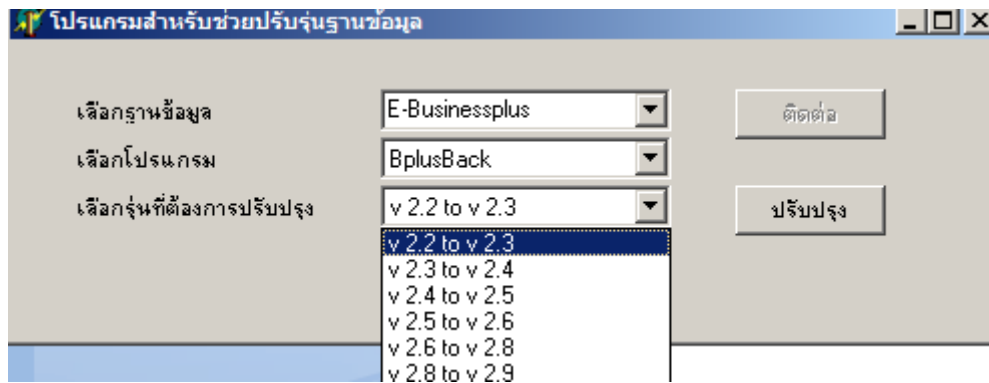 โปรแกรมสำหรับช่วยปรับรุ่นฐานข้อมูล
เลือกฐานข้อมูล E-Businessplus ติดต่อ
เลือกโปรแกรม BplusBack
เลือกรุ่นที่ต้องการปรับปรุง v 2.2 to v 2.3 ปรับปรุง
v 2.2 to v 2.3
v 2.3 to v 2.4
v 2.4 to v 2.5
v 2.5 to v 2.6
v 2.6 to v 2.8
v 2.8 to v 2.9